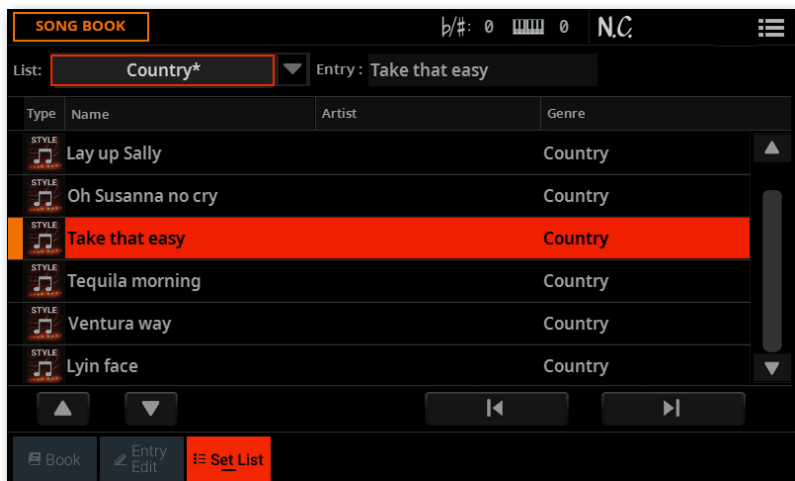 SONG BOOK ♭/#: 0 0 N.C.
List: Country* Entry : Take that easy
Type Name Artist Genre
STYLE Lay up Sally Country
STYLE Oh Susanna no cry Country
STYLE Take that easy Country
STYLE Tequila morning Country
STYLE Ventura way Country
STYLE Lyin face Country
Book Entry Edit Set List